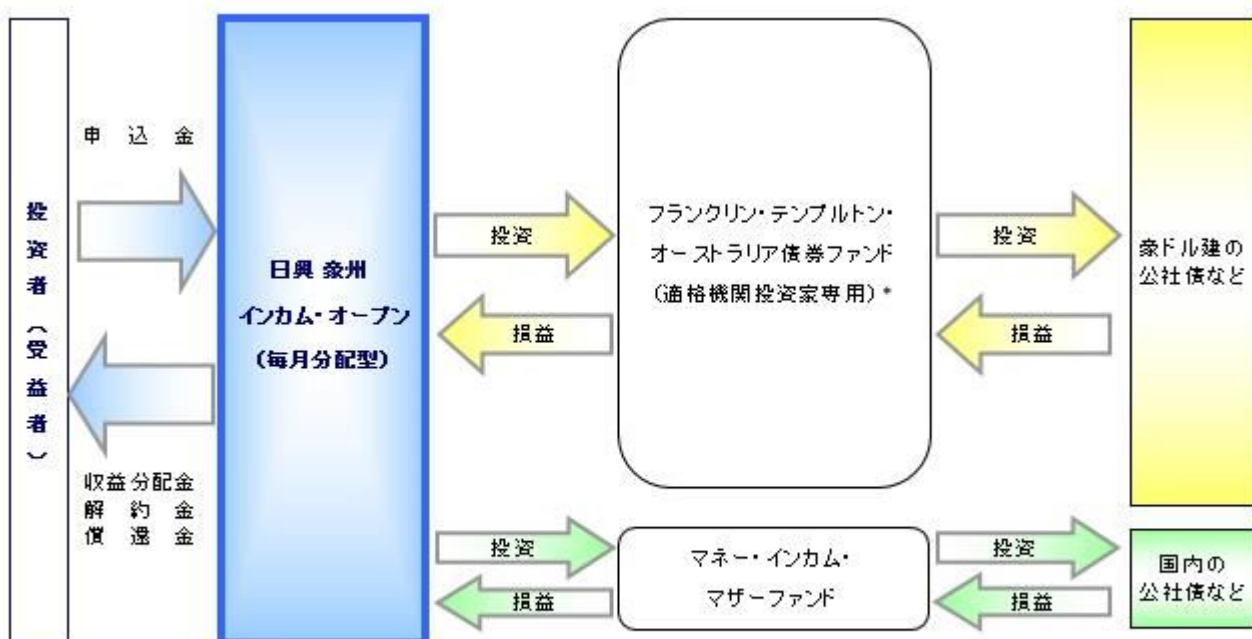 投資者（受益者）
申込金
収益分配金
解約金
償還金
日興 豪州
インカム・オープン
（毎月分配型）
投資
損益
フランクリン・テンプルトン・
オーストラリア債券ファンド
（適格機関投資家専用）*
投資
損益
豪ドル建の
公社債など
投資
損益
マネー・インカム・
マザーファンド
投資
損益
国内の
公社債など